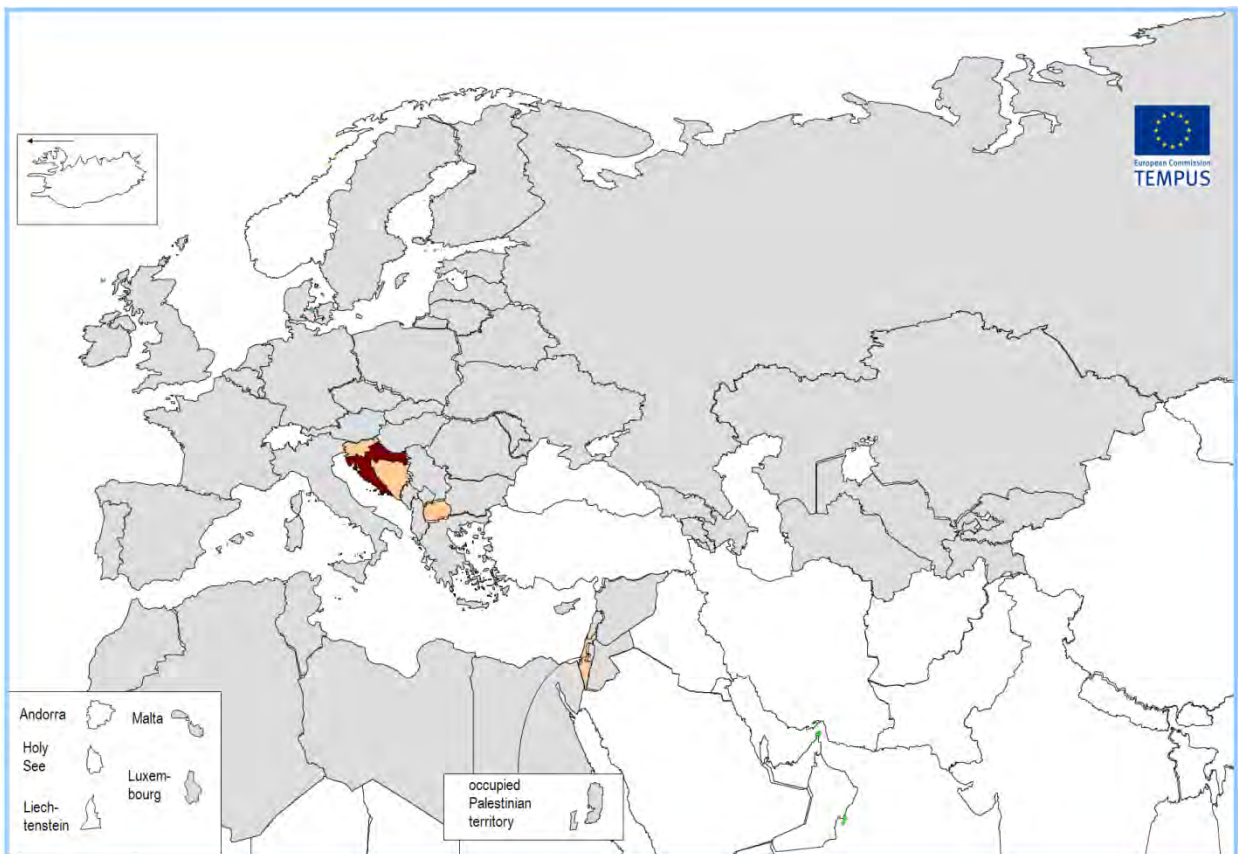 European Commission
TEMPUS
Andorra
Malta
Holy
See
Luxem-
bourg
Liech-
tenstein
occupied
Palestinian
territory